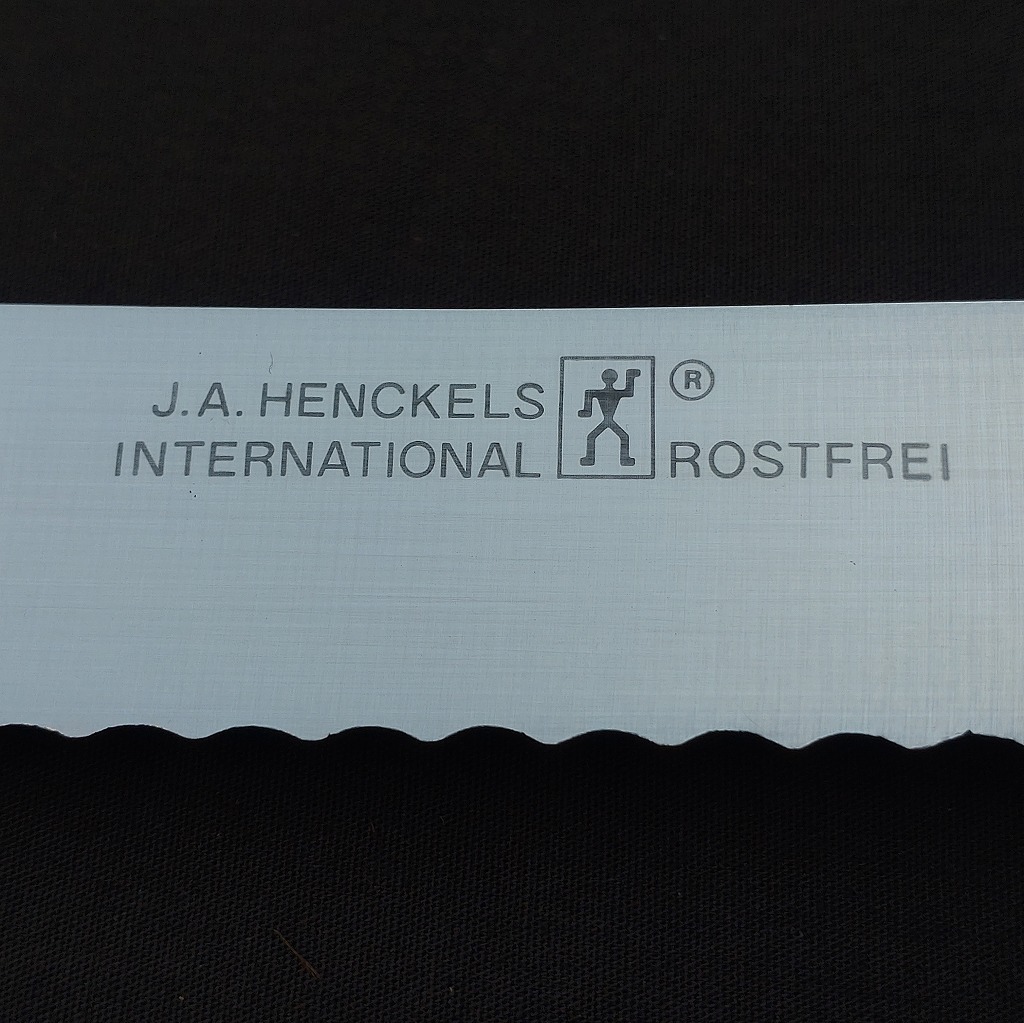 J.A. HENCKELS ®
INTERNATIONAL ROSTFREI